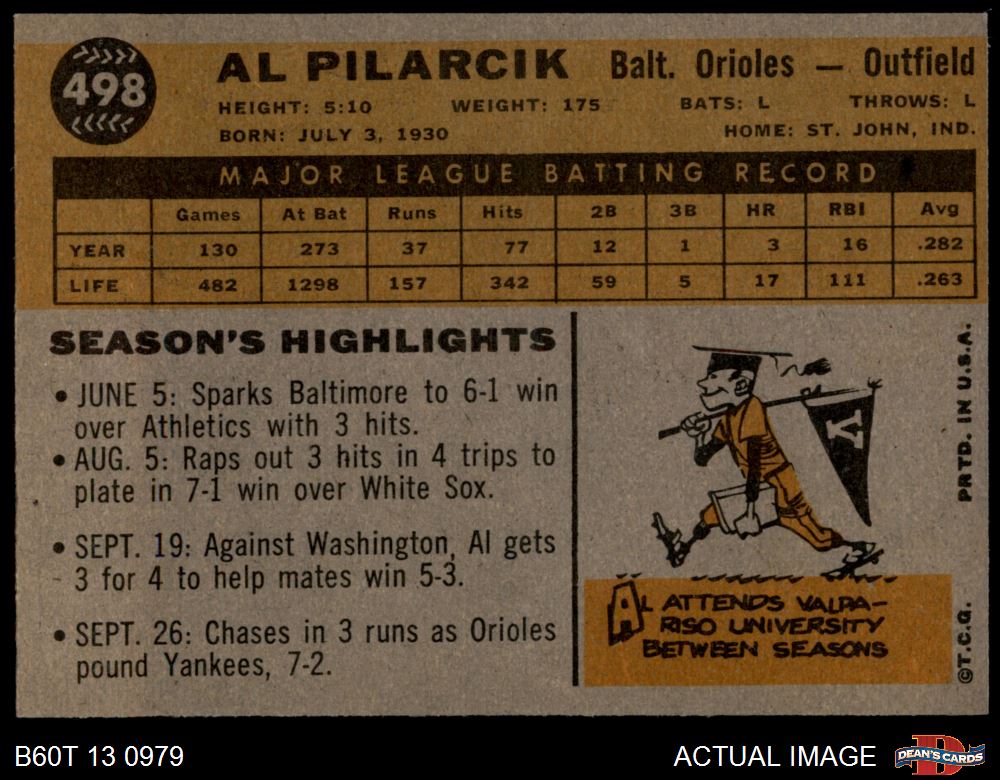 498
AL PILARCIK Balt. Orioles — Outfield
HEIGHT: 5:10 WEIGHT: 175 BATS: L THROWS: L
BORN: JULY 3, 1930 HOME: ST. JOHN, IND.
MAJOR LEAGUE BATTING RECORD
Games At Bat Runs Hits 2B 3B HR RBI Avg
YEAR 130 273 37 77 12 1 3 16 .282
LIFE 482 1298 157 342 59 5 17 111 .263
SEASON'S HIGHLIGHTS
• JUNE 5: Sparks Baltimore to 6-1 win
over Athletics with 3 hits.
• AUG. 5: Raps out 3 hits in 4 trips to
plate in 7-1 win over White Sox.
• SEPT. 19: Against Washington, Al gets
3 for 4 to help mates win 5-3.
• SEPT. 26: Chases in 3 runs as Orioles
pound Yankees, 7-2.
V
AL ATTENDS VALPA-
RISO UNIVERSITY
BETWEEN SEASONS
©T.C.G. PRTD. IN U.S.A.
B60T 13 0979 ACTUAL IMAGE D DEAN'S CARDS